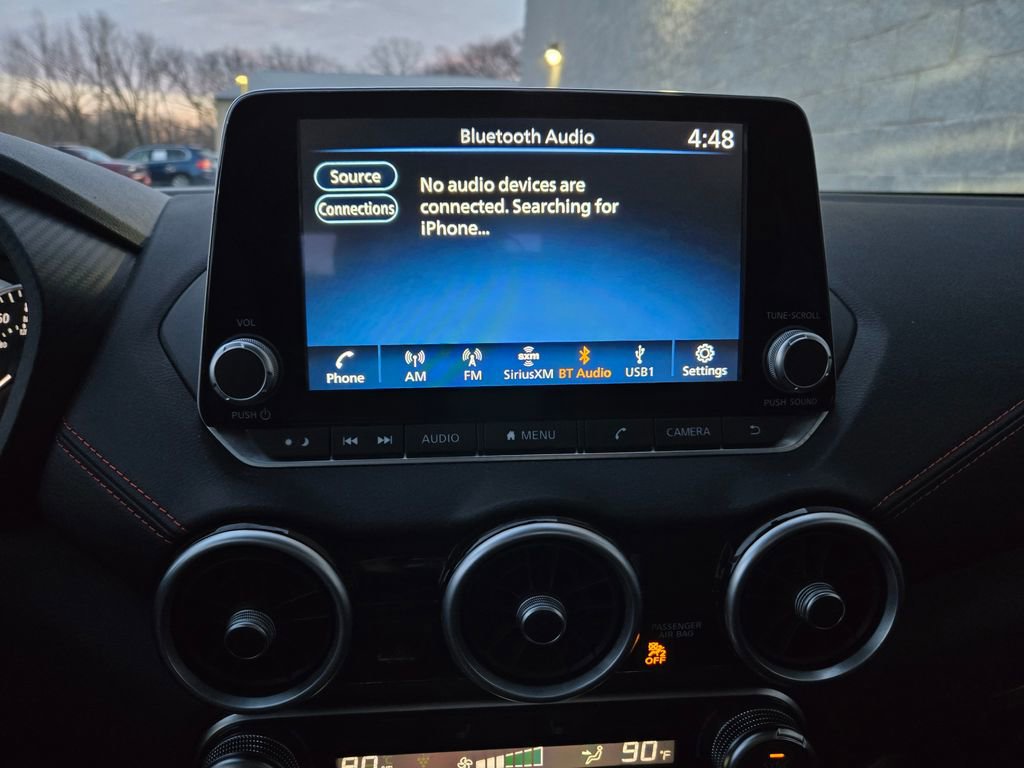 Bluetooth Audio 4:48
Source
Connections
No audio devices are
connected. Searching for
iPhone...
VOL
TUNE·SCROLL
Phone AM FM sxm SiriusXM BT Audio USB1 Settings
PUSH
PUSH SOUND
AUDIO MENU CAMERA
PASSENGER
AIR BAG
OFF
90 90°F